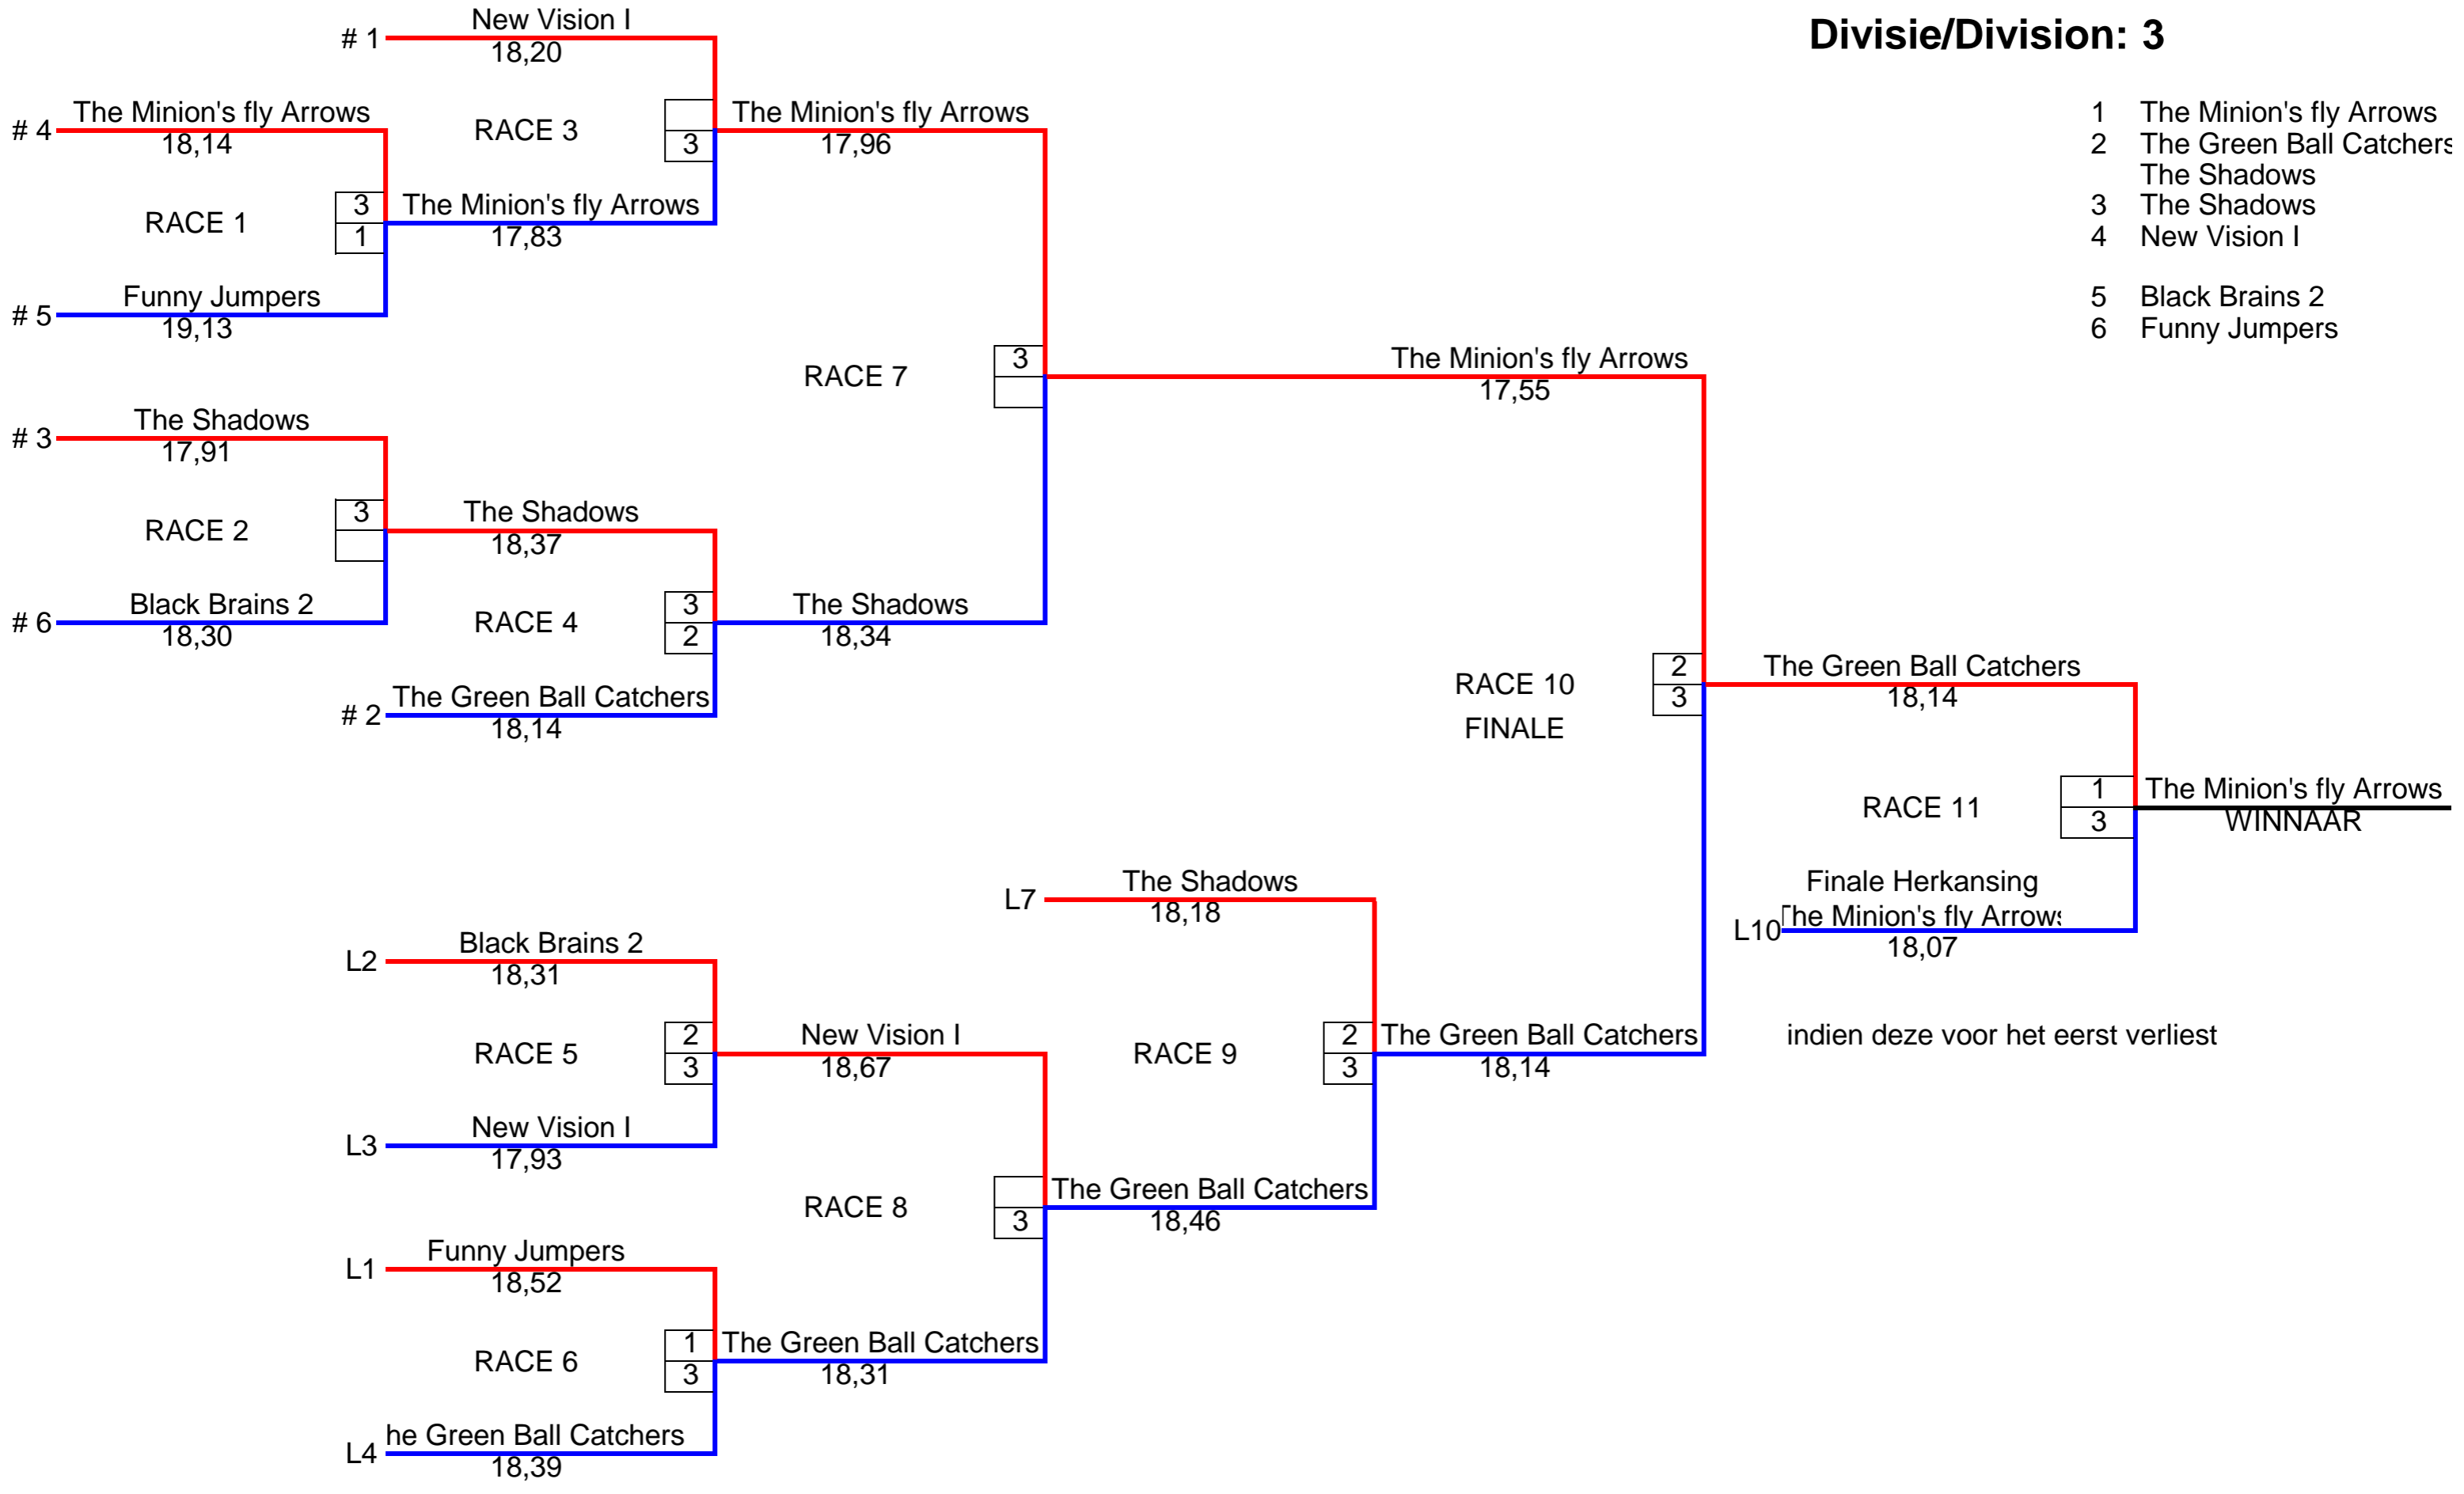 Divisie/Division: 3
1 The Minion's fly Arrows
2 The Green Ball Catchers
The Shadows
3 The Shadows
4 New Vision I
5 Black Brains 2
6 Funny Jumpers
# 1 New Vision I
18,20
# 4 The Minion's fly Arrows
18,14
RACE 3
3
The Minion's fly Arrows
17,96
RACE 1
3
1
The Minion's fly Arrows
17,83
# 5 Funny Jumpers
19,13
RACE 7
3
The Minion's fly Arrows
17,55
# 3 The Shadows
17,91
RACE 2
3
The Shadows
18,37
# 6 Black Brains 2
18,30
RACE 4
3
2
The Shadows
18,34
# 2 The Green Ball Catchers
18,14
RACE 10
FINALE
2
3
The Green Ball Catchers
18,14
RACE 11
1
3
The Minion's fly Arrows
WINNAAR
Finale Herkansing
L10 The Minion's fly Arrows
18,07
indien deze voor het eerst verliest
L7 The Shadows
18,18
L2 Black Brains 2
18,31
RACE 5
2
3
New Vision I
18,67
RACE 9
2
3
The Green Ball Catchers
18,14
L3 New Vision I
17,93
RACE 8
3
The Green Ball Catchers
18,46
L1 Funny Jumpers
18,52
RACE 6
1
3
The Green Ball Catchers
18,31
L4 he Green Ball Catchers
18,39